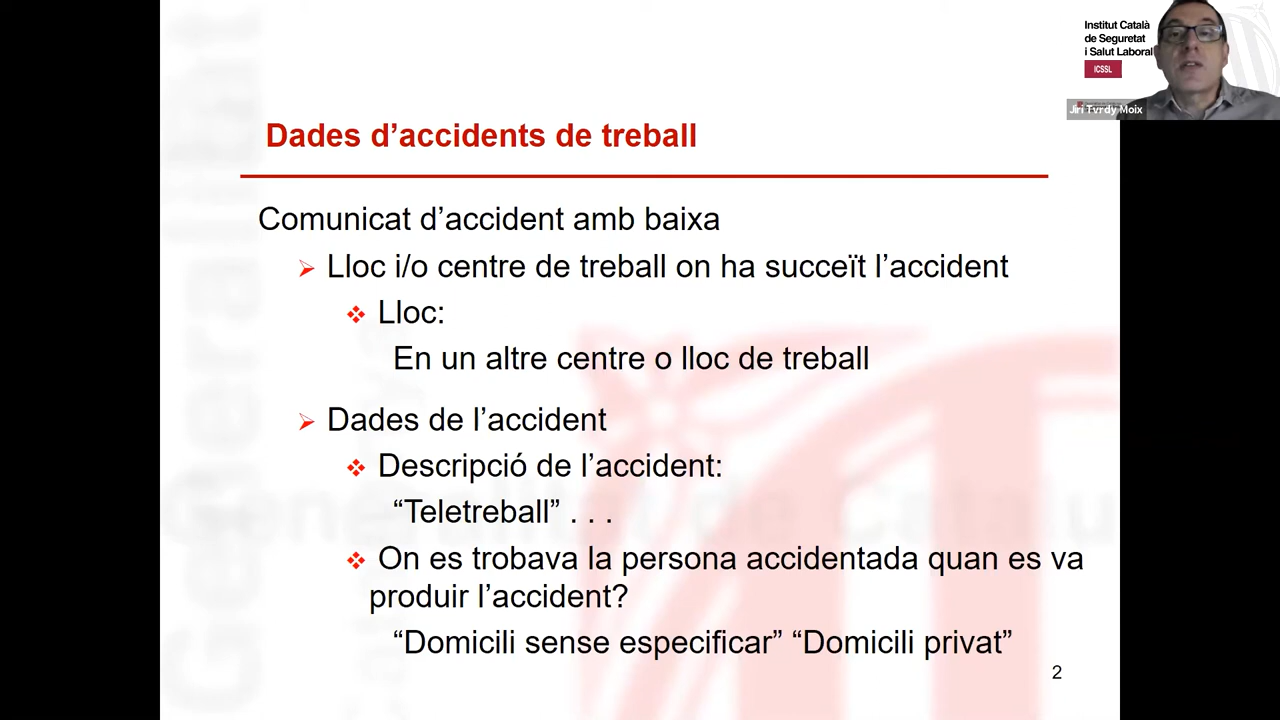 Institut Català
de Seguretat
i Salut Laboral
ICSSL
Jiri Tvrdy Moix
Dades d’accidents de treball
Comunicat d’accident amb baixa
Lloc i/o centre de treball on ha succeït l’accident
Lloc:
En un altre centre o lloc de treball
Dades de l’accident
Descripció de l’accident:
“Teletreball” . . .
On es trobava la persona accidentada quan es va
produir l’accident?
“Domicili sense especificar” “Domicili privat”
2